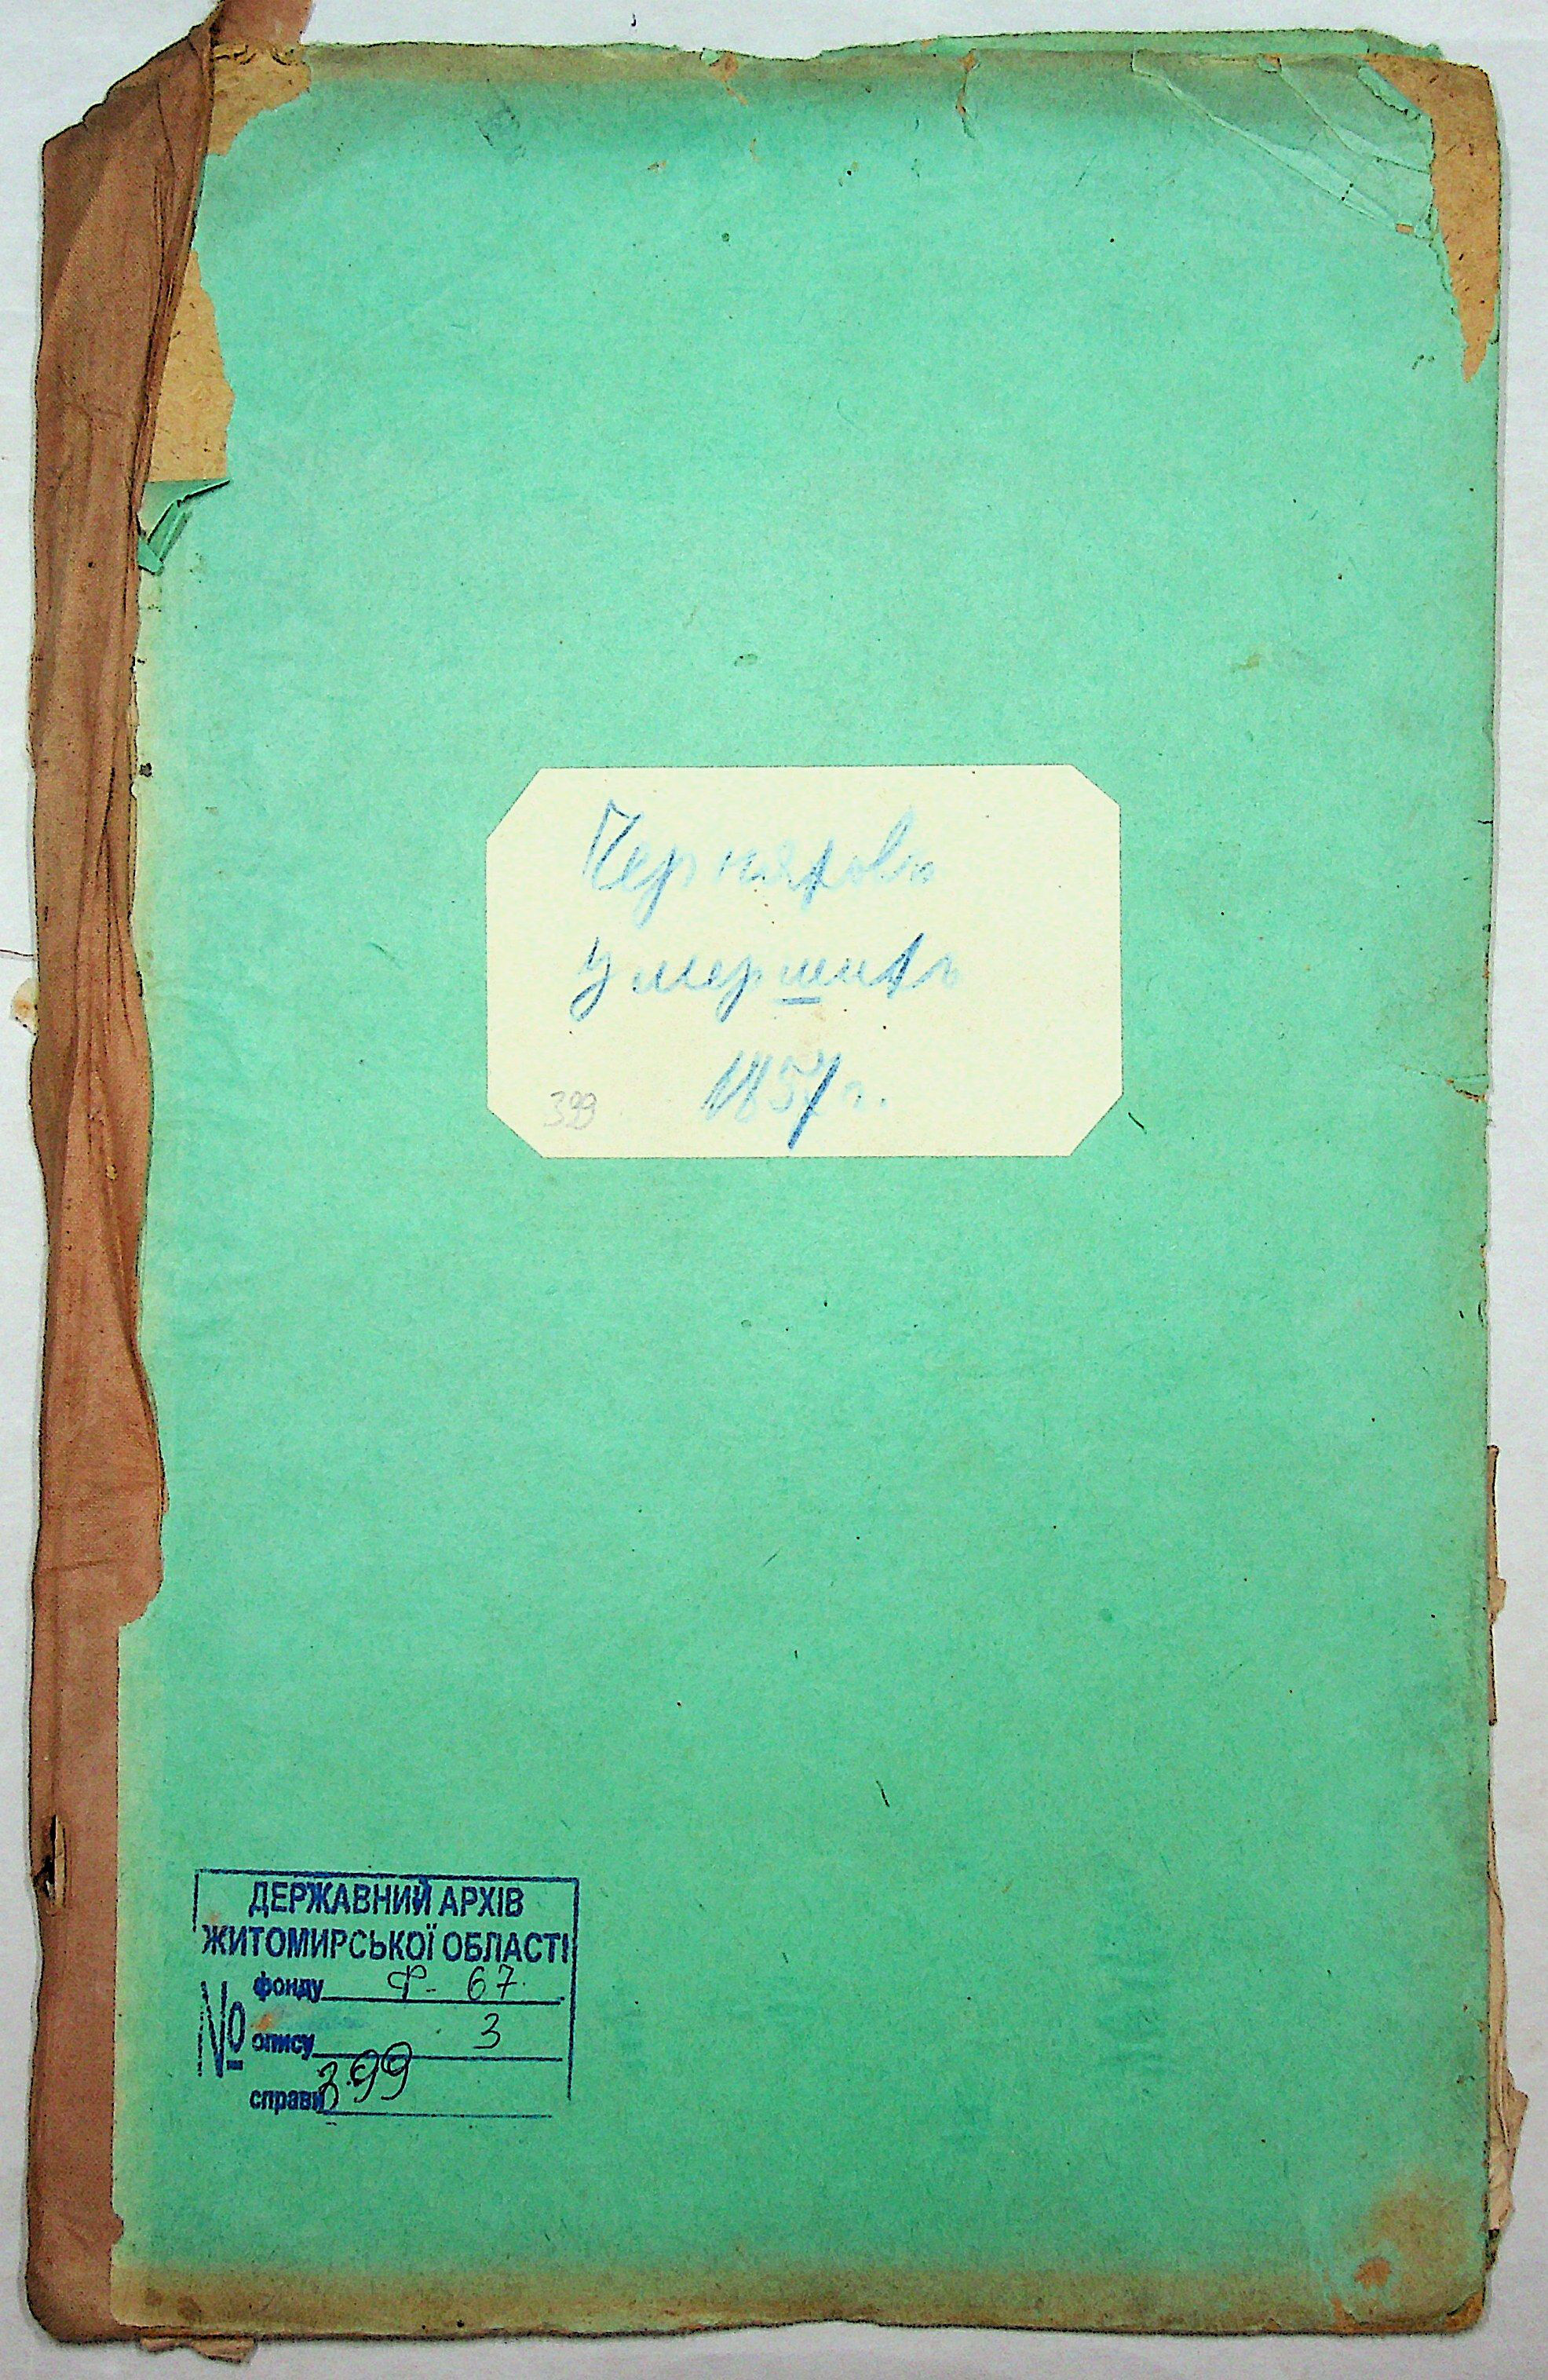 Черняховъ
Умершихъ
1857 г.
399
ДЕРЖАВНИЙ АРХІВ
ЖИТОМИРСЬКОЇ ОБЛАСТІ
№
фонду Ф- 67.
опису 3
справи 399